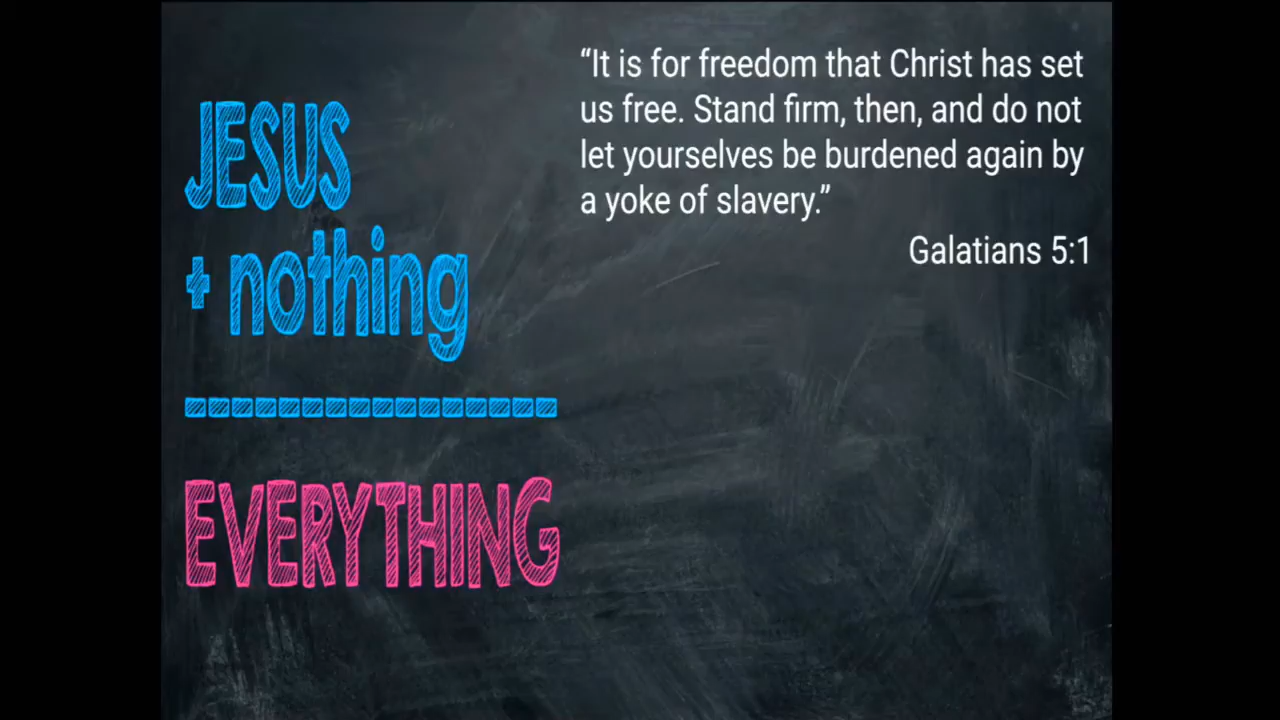 JESUS
+ nothing
----------------
EVERYTHING
“It is for freedom that Christ has set
us free. Stand firm, then, and do not
let yourselves be burdened again by
a yoke of slavery.”
Galatians 5:1